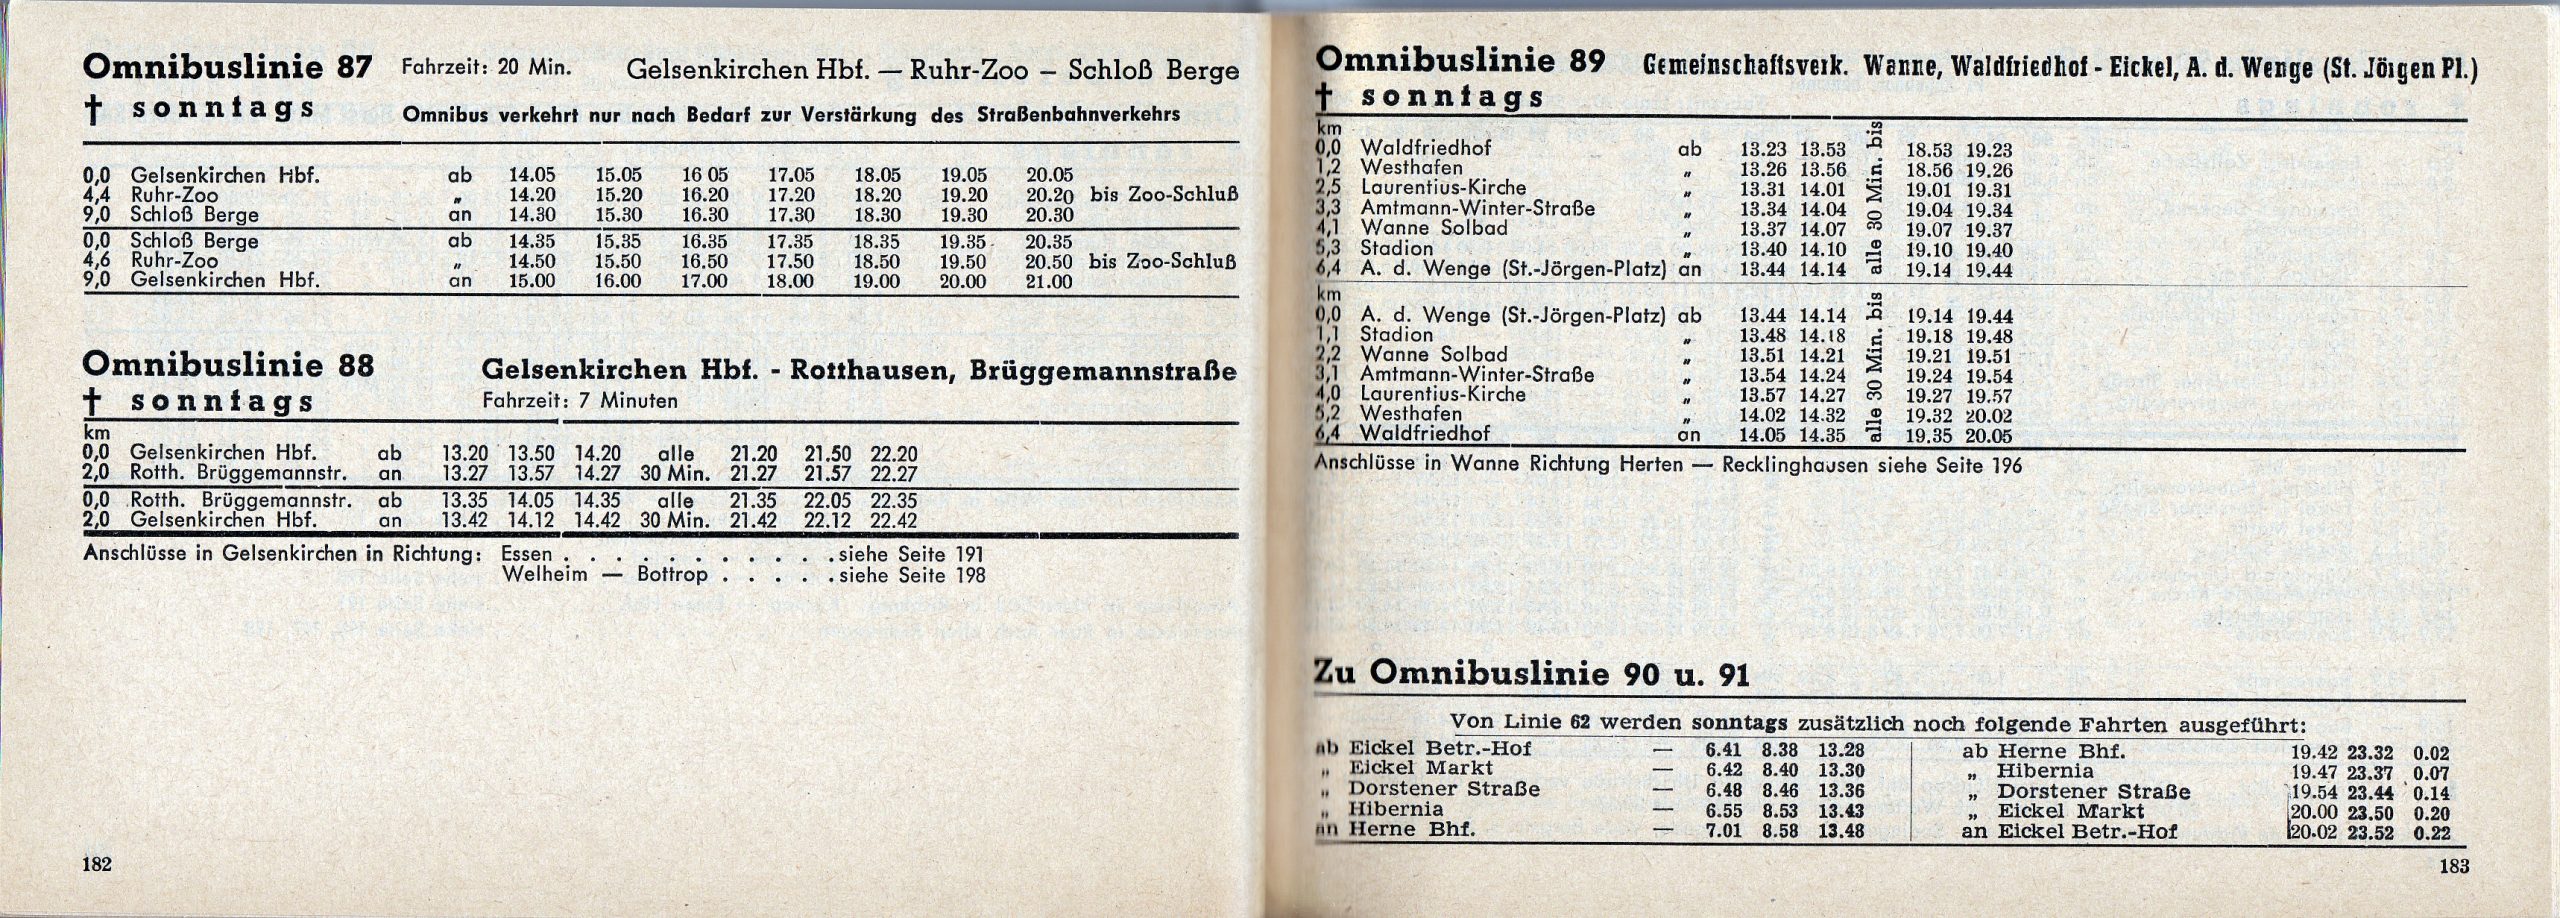 Omnibuslinie 87 Fahrzeit: 20 Min. Gelsenkirchen Hbf. — Ruhr-Zoo — Schloß Berge
† sonntags Omnibus verkehrt nur nach Bedarf zur Verstärkung des Straßenbahnverkehrs
0,0 Gelsenkirchen Hbf. ab 14.05 15.05 16 05 17.05 18.05 19.05 20.05
4,4 Ruhr-Zoo „ 14.20 15.20 16.20 17.20 18.20 19.20 20.20 bis Zoo-Schluß
9,0 Schloß Berge an 14.30 15.30 16.30 17.30 18.30 19.30 20.30
0,0 Schloß Berge ab 14.35 15.35 16.35 17.35 18.35 19.35 20.35
4,6 Ruhr-Zoo „ 14.50 15.50 16.50 17.50 18.50 19.50 20.50 bis Zoo-Schluß
9,0 Gelsenkirchen Hbf. an 15.00 16.00 17.00 18.00 19.00 20.00 21.00
Omnibuslinie 88 Gelsenkirchen Hbf. - Rotthausen, Brüggemannstraße
† sonntags Fahrzeit: 7 Minuten
km
0,0 Gelsenkirchen Hbf. ab 13.20 13.50 14.20 alle 21.20 21.50 22.20
2,0 Rotth. Brüggemannstr. an 13.27 13.57 14.27 30 Min. 21.27 21.57 22.27
0,0 Rotth. Brüggemannstr. ab 13.35 14.05 14.35 alle 21.35 22.05 22.35
2,0 Gelsenkirchen Hbf. an 13.42 14.12 14.42 30 Min. 21.42 22.12 22.42
Anschlüsse in Gelsenkirchen in Richtung: Essen . . . . . . . . . . . siehe Seite 191
Welheim — Bottrop . . . . . siehe Seite 198
182
Omnibuslinie 89 Gemeinschaftsverk. Wanne, Waldfriedhof - Eickel, A. d. Wenge (St. Jörgen Pl.)
† sonntags
km
0,0 Waldfriedhof ab 13.23 13.53 alle 30 Min. bis 18.53 19.23
1,2 Westhafen „ 13.26 13.56 18.56 19.26
2,5 Laurentius-Kirche „ 13.31 14.01 19.01 19.31
3,3 Amtmann-Winter-Straße „ 13.34 14.04 19.04 19.34
4,1 Wanne Solbad „ 13.37 14.07 19.07 19.37
5,3 Stadion „ 13.40 14.10 19.10 19.40
6,4 A. d. Wenge (St.-Jörgen-Platz) an 13.44 14.14 19.14 19.44
km
0,0 A. d. Wenge (St.-Jörgen-Platz) ab 13.44 14.14 alle 30 Min. bis 19.14 19.44
1,1 Stadion „ 13.48 14.18 19.18 19.48
2,2 Wanne Solbad „ 13.51 14.21 19.21 19.51
3,1 Amtmann-Winter-Straße „ 13.54 14.24 19.24 19.54
4,0 Laurentius-Kirche „ 13.57 14.27 19.27 19.57
5,2 Westhafen „ 14.02 14.32 19.32 20.02
6,4 Waldfriedhof an 14.05 14.35 19.35 20.05
Anschlüsse in Wanne Richtung Herten — Recklinghausen siehe Seite 196
Zu Omnibuslinie 90 u. 91
Von Linie 62 werden sonntags zusätzlich noch folgende Fahrten ausgeführt:
ab Eickel Betr.-Hof — 6.41 8.38 13.28 ab Herne Bhf. 19.42 23.32 0.02
„ Eickel Markt — 6.42 8.40 13.30 „ Hibernia 19.47 23.37 0.07
„ Dorstener Straße — 6.48 8.46 13.36 „ Dorstener Straße 19.54 23.44 0.14
„ Hibernia — 6.55 8.53 13.43 „ Eickel Markt 20.00 23.50 0.20
an Herne Bhf. — 7.01 8.58 13.48 an Eickel Betr.-Hof 20.02 23.52 0.22
183